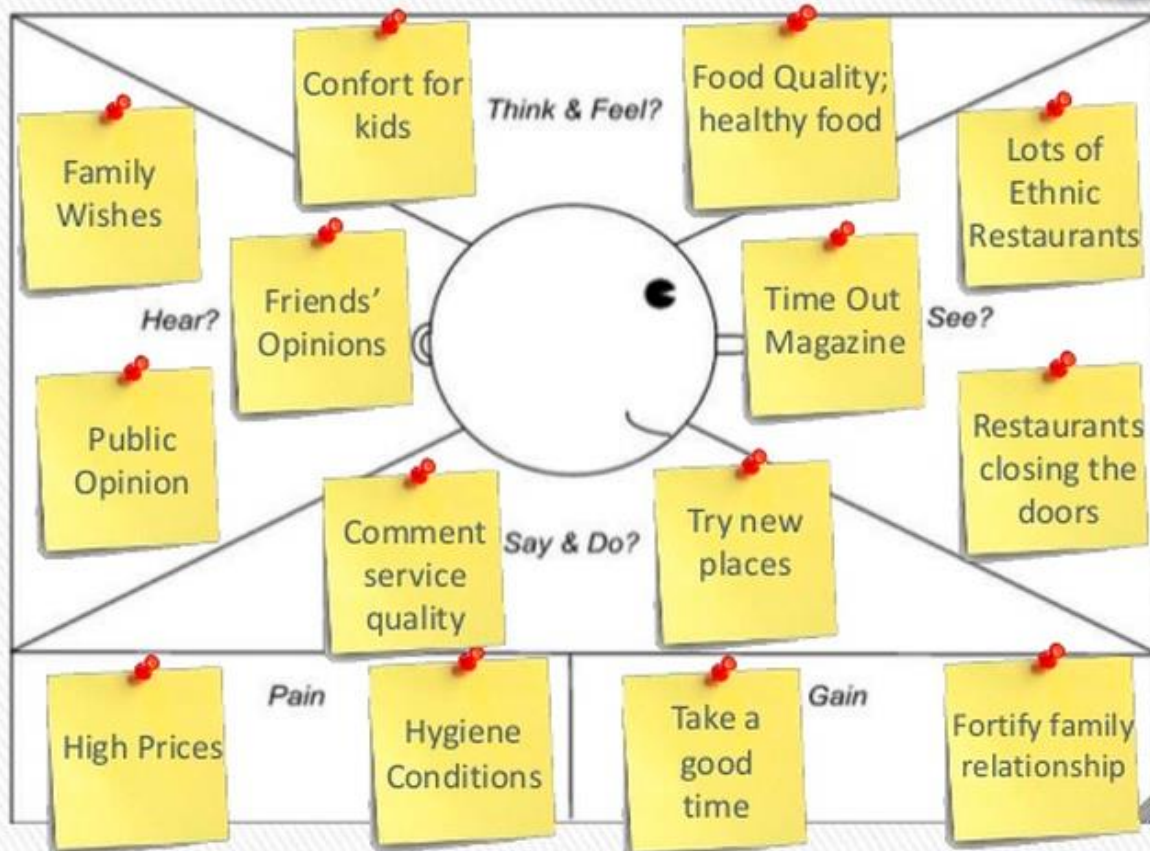 Confort for
kids
Think & Feel?
Food Quality;
healthy food
Family
Wishes
Lots of
Ethnic
Restaurants
Hear?
Friends'
Opinions
Time Out
Magazine
See?
Public
Opinion
Restaurants
closing the
doors
Comment
service
quality
Say & Do?
Try new
places
Pain
High Prices
Hygiene
Conditions
Gain
Take a
good
time
Fortify family
relationship